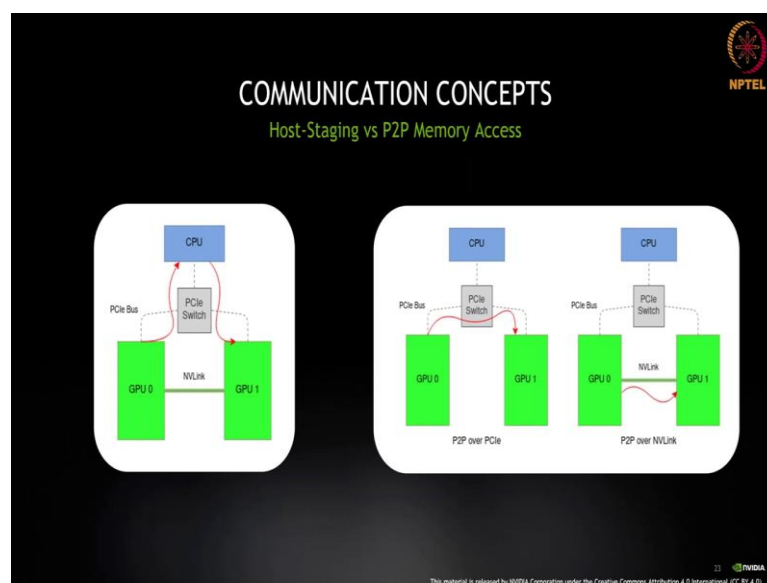 NPTEL
COMMUNICATION CONCEPTS
Host-Staging vs P2P Memory Access
CPU
PCIe Bus
PCIe
Switch
NVLink
GPU 0
GPU 1
CPU
PCIe Bus
PCIe
Switch
GPU 0
GPU 1
P2P over PCIe
CPU
PCIe Bus
PCIe
Switch
NVLink
GPU 0
GPU 1
P2P over NVLink
23
NVIDIA
This material is released by NVIDIA Corporation under the Creative Commons Attribution 4.0 International (CC BY 4.0)